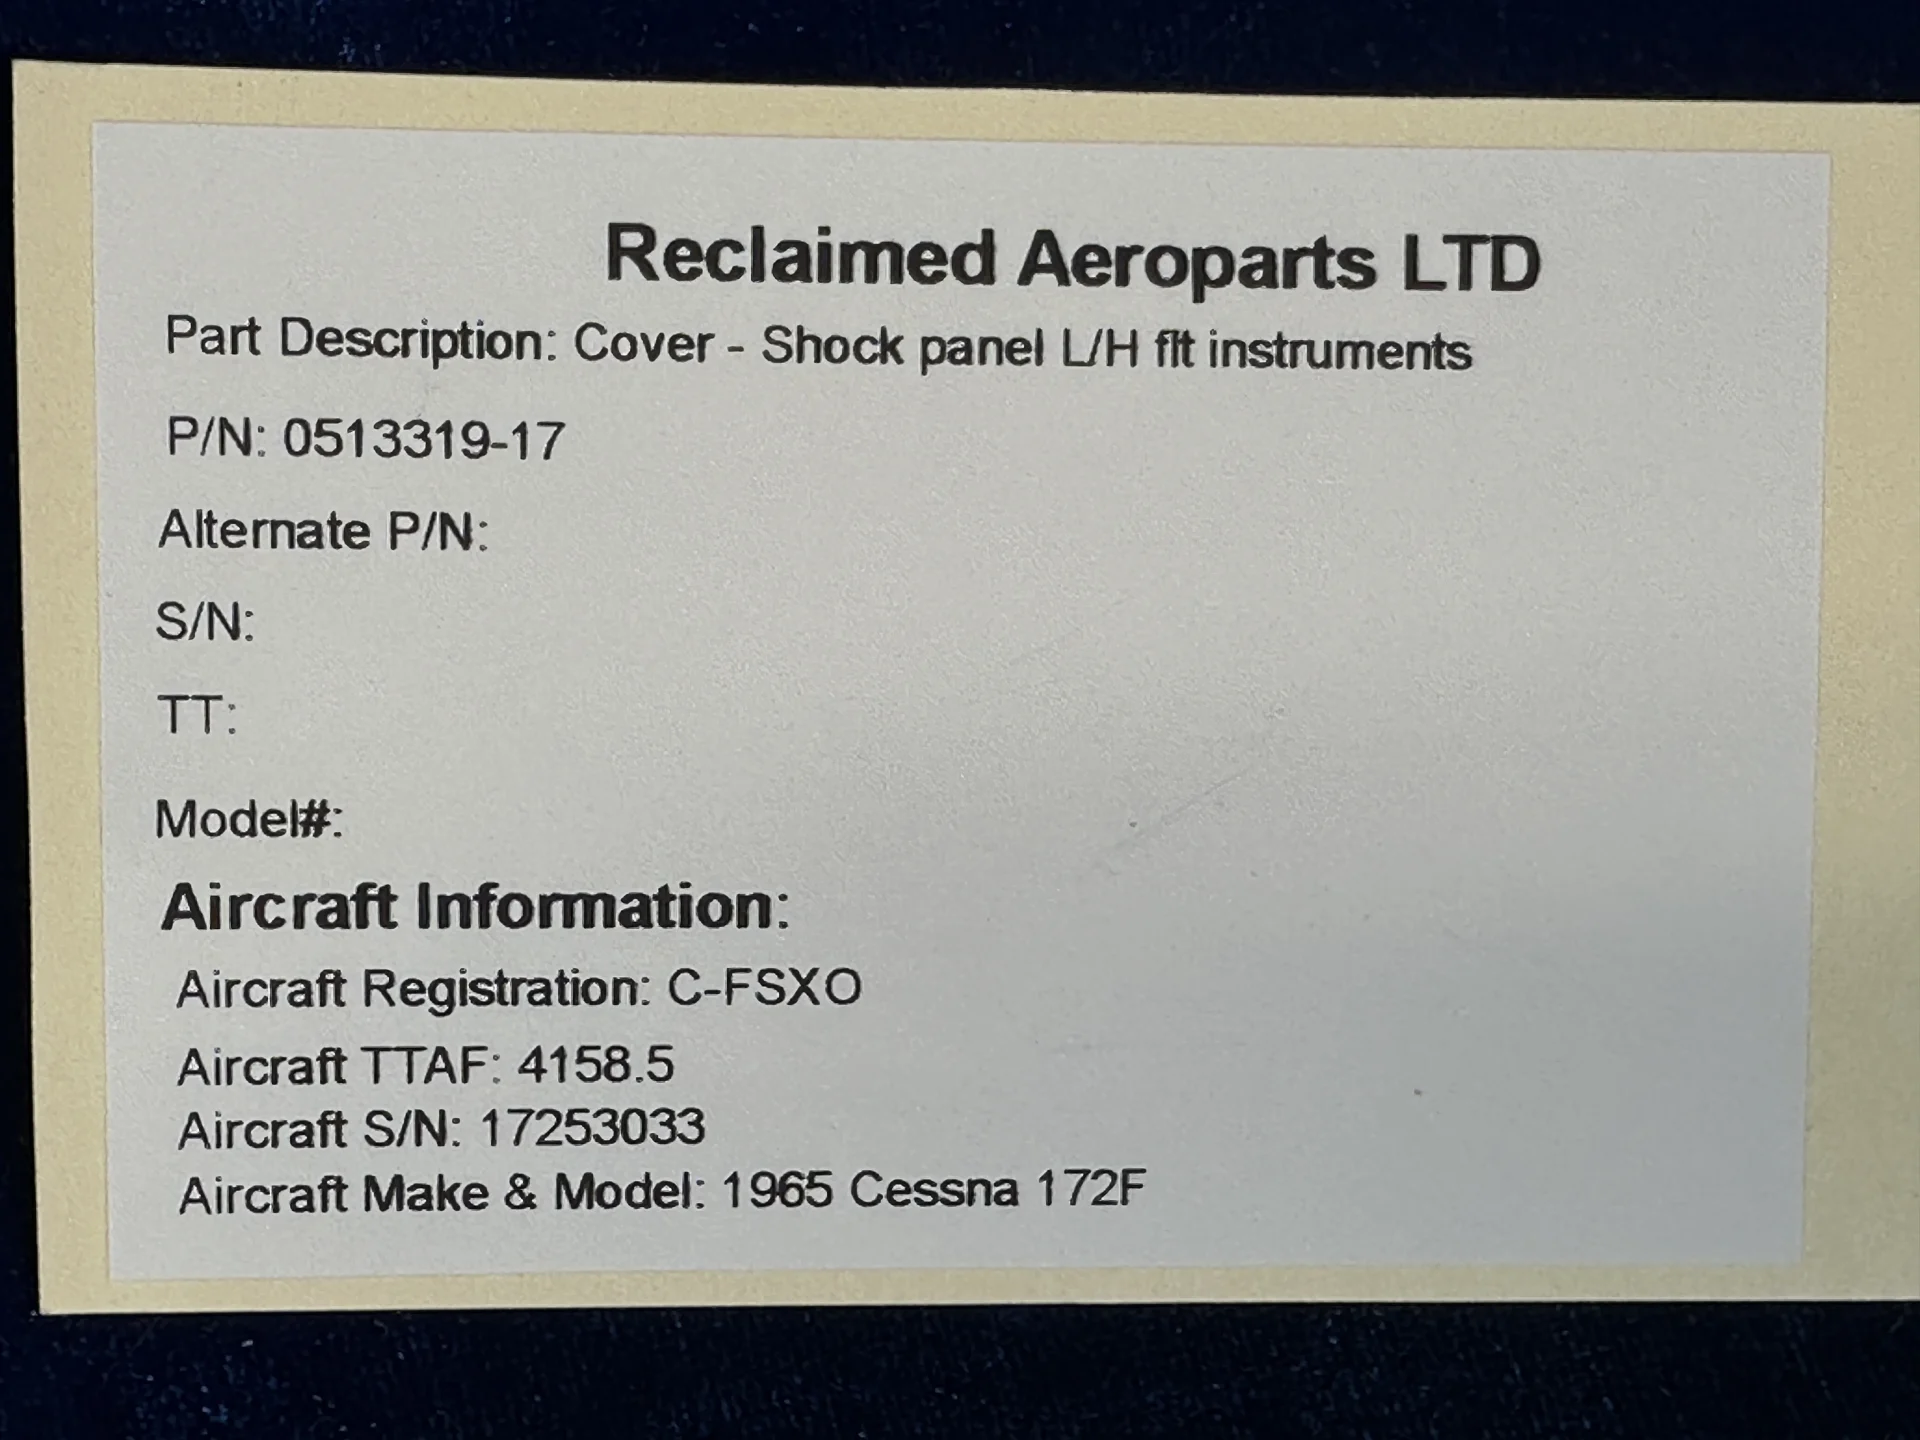 Reclaimed Aeroparts LTD
Part Description: Cover - Shock panel L/H flt instruments
P/N: 0513319-17
Alternate P/N:
S/N:
TT:
Model#:
Aircraft Information:
Aircraft Registration: C-FSXO
Aircraft TTAF: 4158.5
Aircraft S/N: 17253033
Aircraft Make & Model: 1965 Cessna 172F